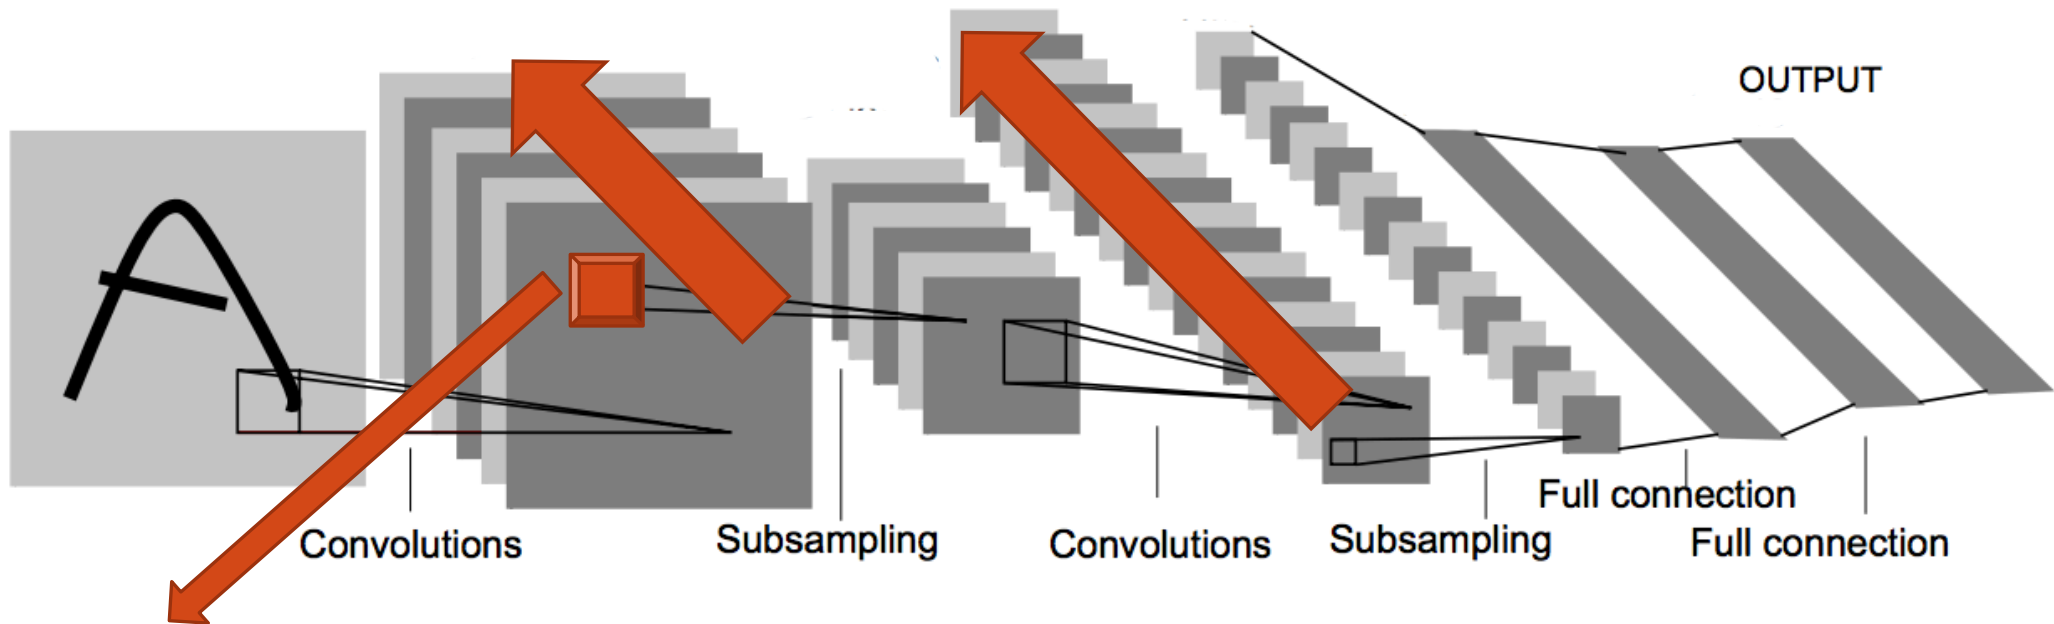 A
OUTPUT
Convolutions
Subsampling
Convolutions
Subsampling
Full connection
Full connection